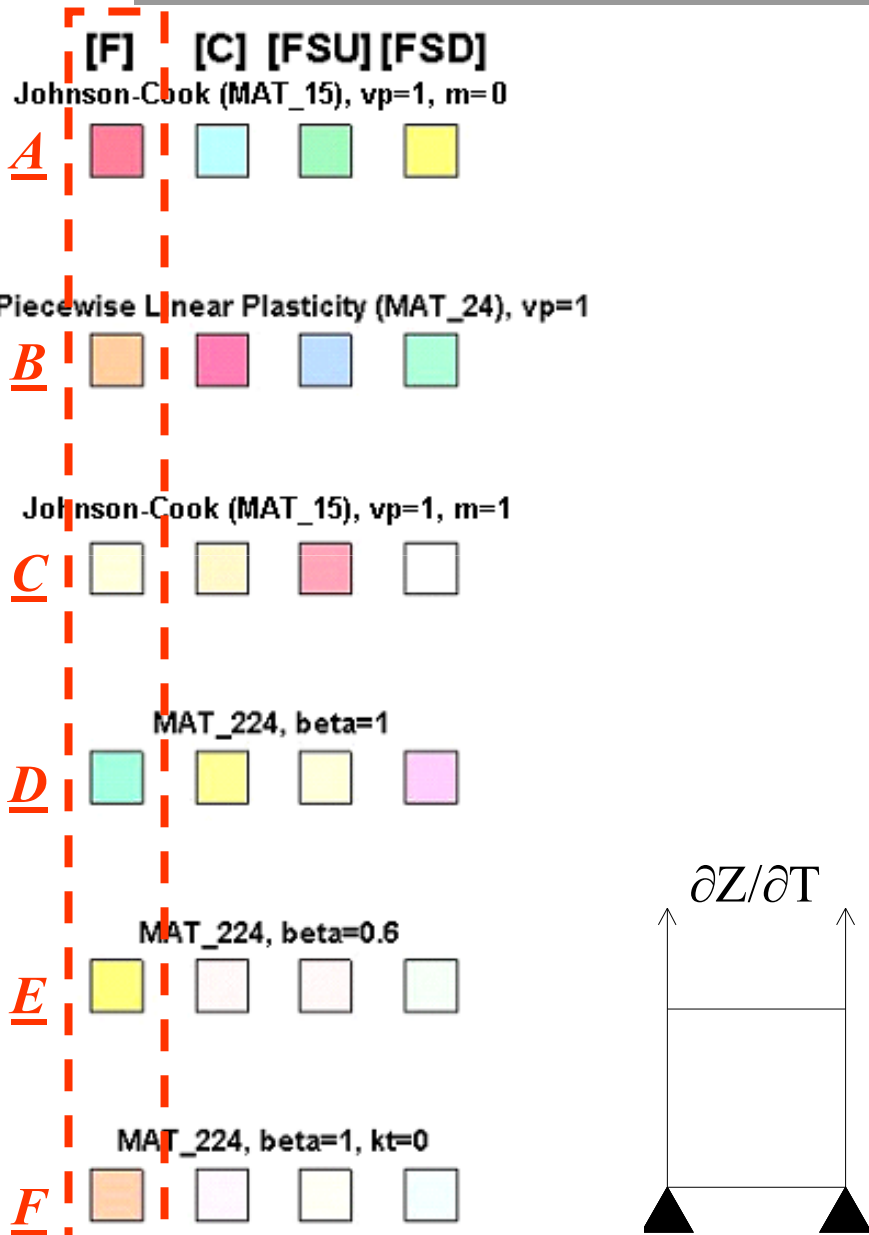 [F] [C] [FSU] [FSD]
Johnson-Cook (MAT_15), vp=1, m=0
A
Piecewise Linear Plasticity (MAT_24), vp=1
B
Johnson-Cook (MAT_15), vp=1, m=1
C
MAT_224, beta=1
D
∂Z/∂T
MAT_224, beta=0.6
E
MAT_224, beta=1, kt=0
F